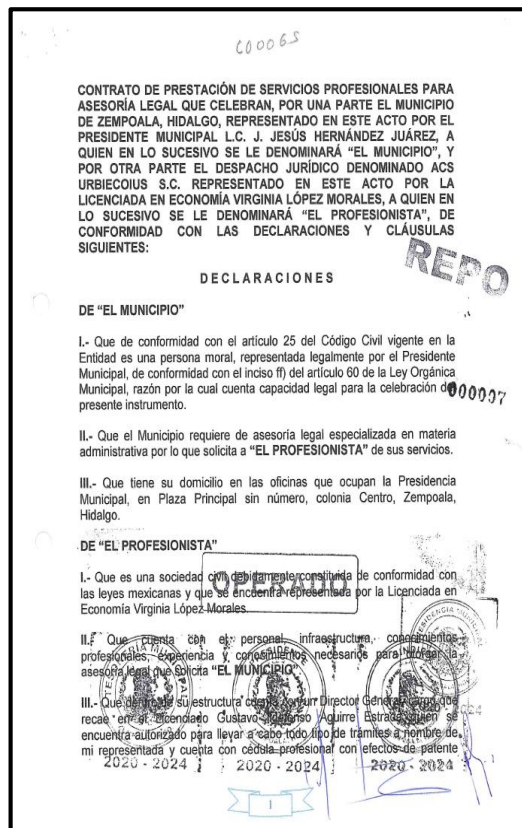 C00065
CONTRATO DE PRESTACIÓN DE SERVICIOS PROFESIONALES PARA
ASESORÍA LEGAL QUE CELEBRAN, POR UNA PARTE EL MUNICIPIO
DE ZEMPOALA, HIDALGO, REPRESENTADO EN ESTE ACTO POR EL
PRESIDENTE MUNICIPAL L.C. J. JESÚS HERNÁNDEZ JUÁREZ, A
QUIEN EN LO SUCESIVO SE LE DENOMINARÁ “EL MUNICIPIO”, Y
POR OTRA PARTE EL DESPACHO JURÍDICO DENOMINADO ACS
URBIECOIUS S.C. REPRESENTADO EN ESTE ACTO POR LA
LICENCIADA EN ECONOMÍA VIRGINIA LÓPEZ MORALES, A QUIEN EN
LO SUCESIVO SE LE DENOMINARÁ “EL PROFESIONISTA”, DE
CONFORMIDAD CON LAS DECLARACIONES Y CLÁUSULAS
SIGUIENTES:
REPO
DECLARACIONES
DE “EL MUNICIPIO”
I.- Que de conformidad con el artículo 25 del Código Civil vigente en la
Entidad es una persona moral, representada legalmente por el Presidente
Municipal, de conformidad con el inciso ff) del artículo 60 de la Ley Orgánica
Municipal, razón por la cual cuenta capacidad legal para la celebración del
000007
presente instrumento.
II.- Que el Municipio requiere de asesoría legal especializada en materia
administrativa por lo que solicita a “EL PROFESIONISTA” de sus servicios.
III.- Que tiene su domicilio en las oficinas que ocupan la Presidencia
Municipal, en Plaza Principal sin número, colonia Centro, Zempoala,
Hidalgo.
DE “EL PROFESIONISTA”
OPERADO
I.- Que es una sociedad civil debidamente constituida de conformidad con
las leyes mexicanas y que se encuentra representada por la Licenciada en
Economía Virginia López Morales.
II.- Que cuenta con el personal, infraestructura, conocimientos
profesionales, experiencia y conocimientos necesarios para otorgar la
asesoría legal que solicita “EL MUNICIPIO”
III.- Que dentro de su estructura cuenta con un Director General cargo que
recae en el Licenciado Gustavo Ildefonso Aguirre Estrada quien se
encuentra autorizado para llevar a cabo todo tipo de trámites a nombre de
mi representada y cuenta con cédula profesional con efectos de patente
2020 - 2024
2020 - 2024
2020 - 2024
1